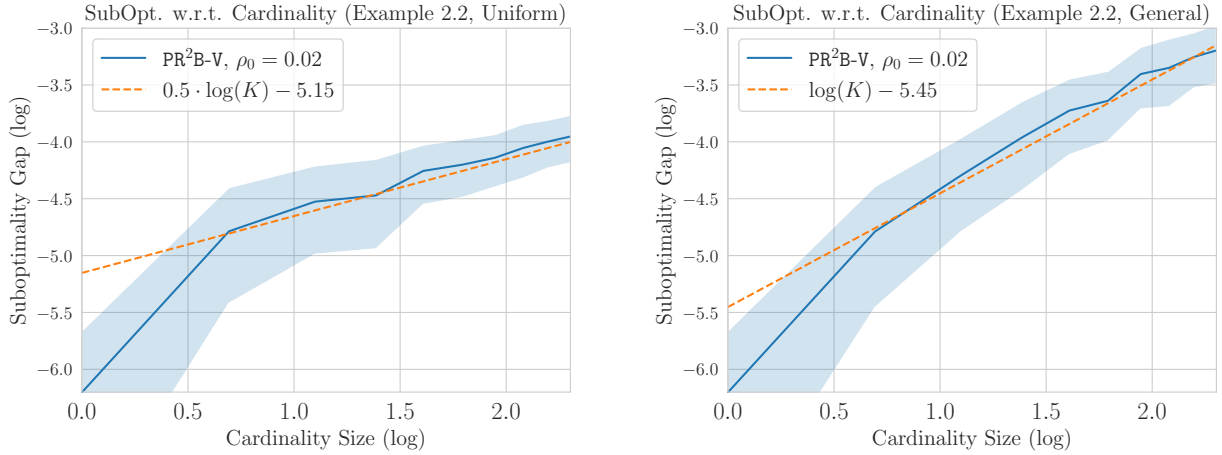 SubOpt. w.r.t. Cardinality (Example 2.2, Uniform)
−3.0
−3.5
−4.0
−4.5
−5.0
−5.5
−6.0
Suboptimality Gap (log)
PR²B-V, ρ₀ = 0.02
0.5 · log(K) − 5.15
0.0 0.5 1.0 1.5 2.0
Cardinality Size (log)
SubOpt. w.r.t. Cardinality (Example 2.2, General)
−3.0
−3.5
−4.0
−4.5
−5.0
−5.5
−6.0
Suboptimality Gap (log)
PR²B-V, ρ₀ = 0.02
log(K) − 5.45
0.0 0.5 1.0 1.5 2.0
Cardinality Size (log)